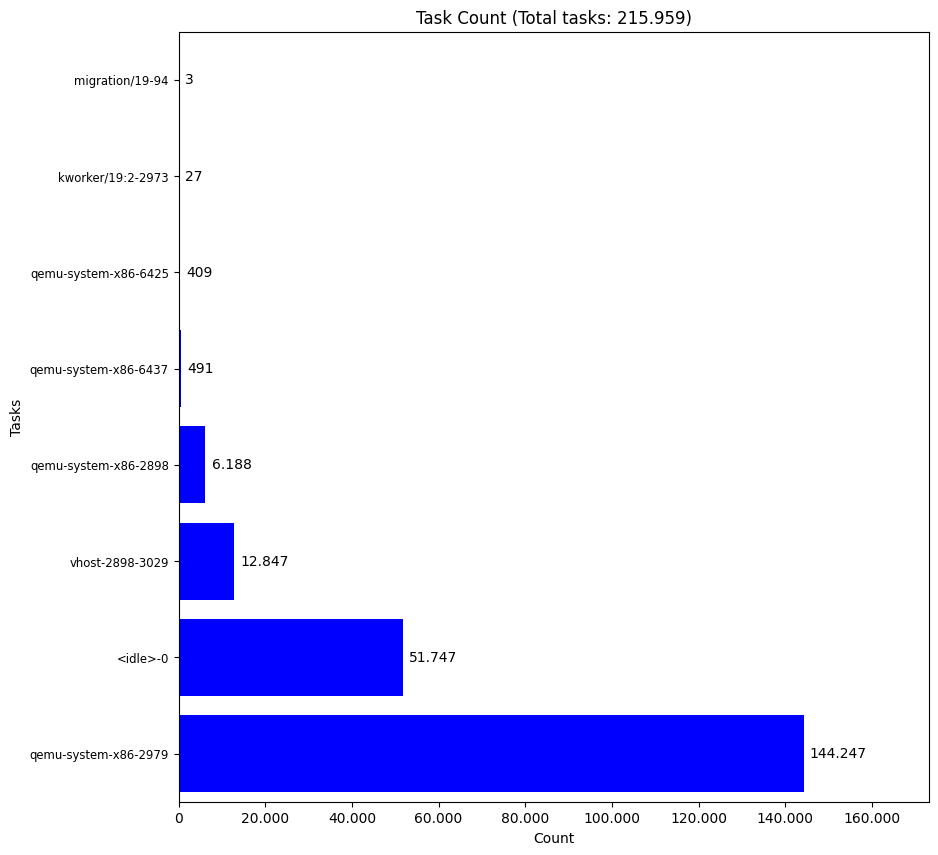 Task Count (Total tasks: 215.959)
migration/19-94 3
kworker/19:2-2973 27
qemu-system-x86-6425 409
qemu-system-x86-6437 491
Tasks
qemu-system-x86-2898 6.188
vhost-2898-3029 12.847
<idle>-0 51.747
qemu-system-x86-2979 144.247
0 20.000 40.000 60.000 80.000 100.000 120.000 140.000 160.000
Count